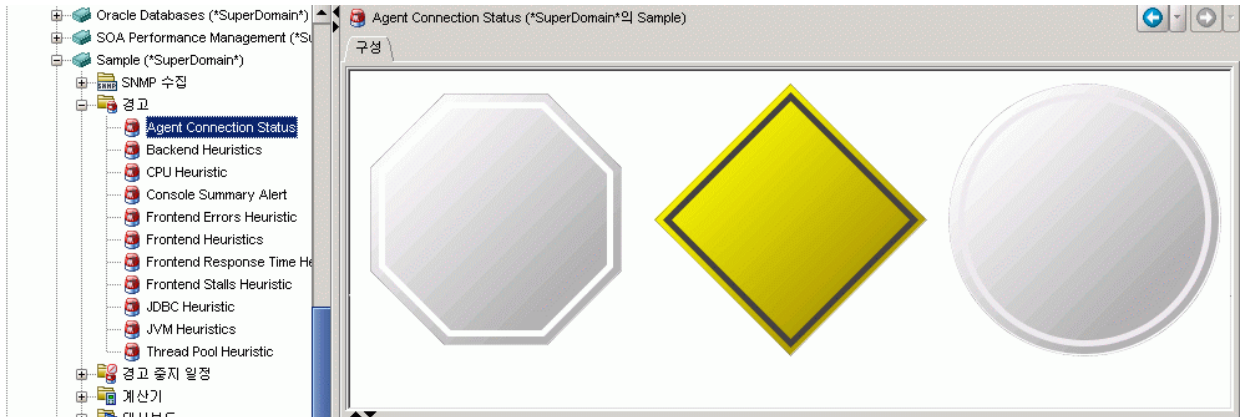 Oracle Databases (*SuperDomain*)
SOA Performance Management (*Su
Sample (*SuperDomain*)
SNMP 수집
경고
Agent Connection Status
Backend Heuristics
CPU Heuristic
Console Summary Alert
Frontend Errors Heuristic
Frontend Heuristics
Frontend Response Time He
Frontend Stalls Heuristic
JDBC Heuristic
JVM Heuristics
Thread Pool Heuristic
경고 중지 일정
계산기
Agent Connection Status (*SuperDomain*의 Sample)
구성